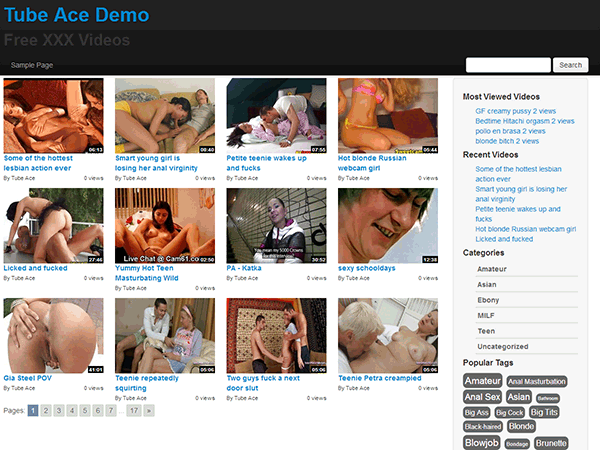 Tube Ace Demo
Free XXX Videos
Sample Page
Search
06:13
08:40
07:55
05:44
Some of the hottest
lesbian action ever
By Tube Ace 0 views
Smart young girl is
losing her anal virginity
By Tube Ace 0 views
Petite teenie wakes up
and fucks
By Tube Ace 0 views
Hot blonde Russian
webcam girl
By Tube Ace 0 views
27:46
Live Chat @ Cam61.co
02:50
You mean my 5000 Crowns
for this interview?
30:52
12:38
Licked and fucked
By Tube Ace 0 views
Yummy Hot Teen
Masturbating Wild
By Tube Ace 0 views
PA - Katka
By Tube Ace 0 views
sexy schooldays
By Tube Ace 0 views
41:01
05:06
05:06
05:06
Gia Steel POV
By Tube Ace 0 views
Teenie repeatedly
squirting
By Tube Ace 0 views
Two guys fuck a next
door slut
By Tube Ace 0 views
Teenie Petra creampied
By Tube Ace 0 views
Pages: 1 2 3 4 5 6 7 ... 17 »
Most Viewed Videos
GF creamy pussy 2 views
Bedtime Hitachi orgasm 2 views
pollo en brasa 2 views
blonde bitch 2 views
Recent Videos
Some of the hottest lesbian
action ever
Smart young girl is losing her
anal virginity
Petite teenie wakes up and
fucks
Hot blonde Russian webcam girl
Licked and fucked
Categories
Amateur
Asian
Ebony
MILF
Teen
Uncategorized
Popular Tags
Amateur Anal Masturbation
Anal Sex Asian Bathroom
Big Ass Big Cock Big Tits
Black-haired Blonde
Blowjob Bondage Brunette